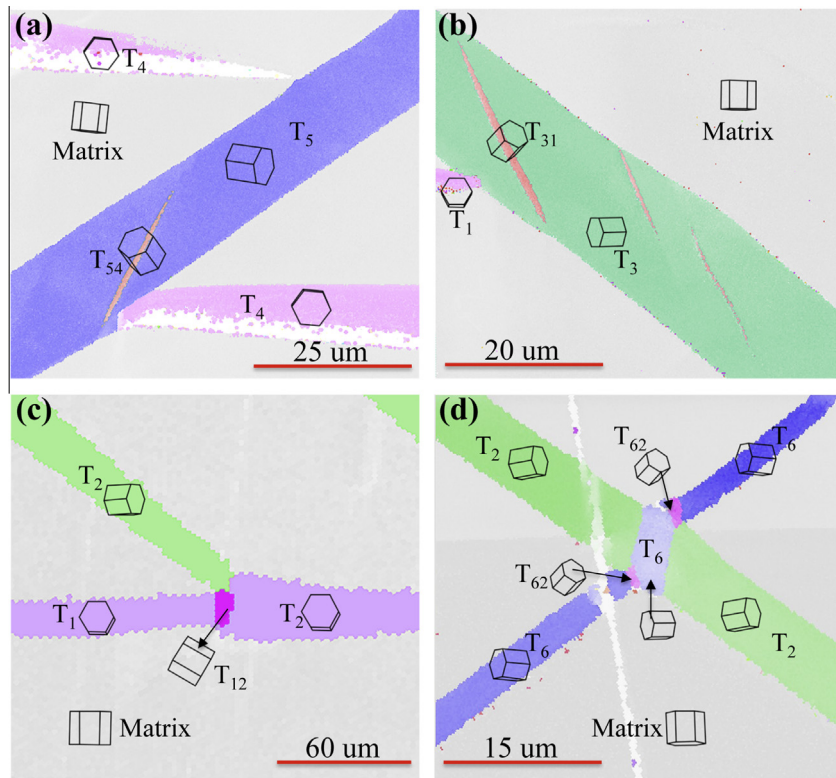 (a)
T4
Matrix
T5
T54
T4
25 um
(b)
T31
Matrix
T1
T3
20 um
(c)
T2
T1
T2
T12
Matrix
60 um
(d)
T2
T62
T6
T6
T62
T6
T2
Matrix
15 um